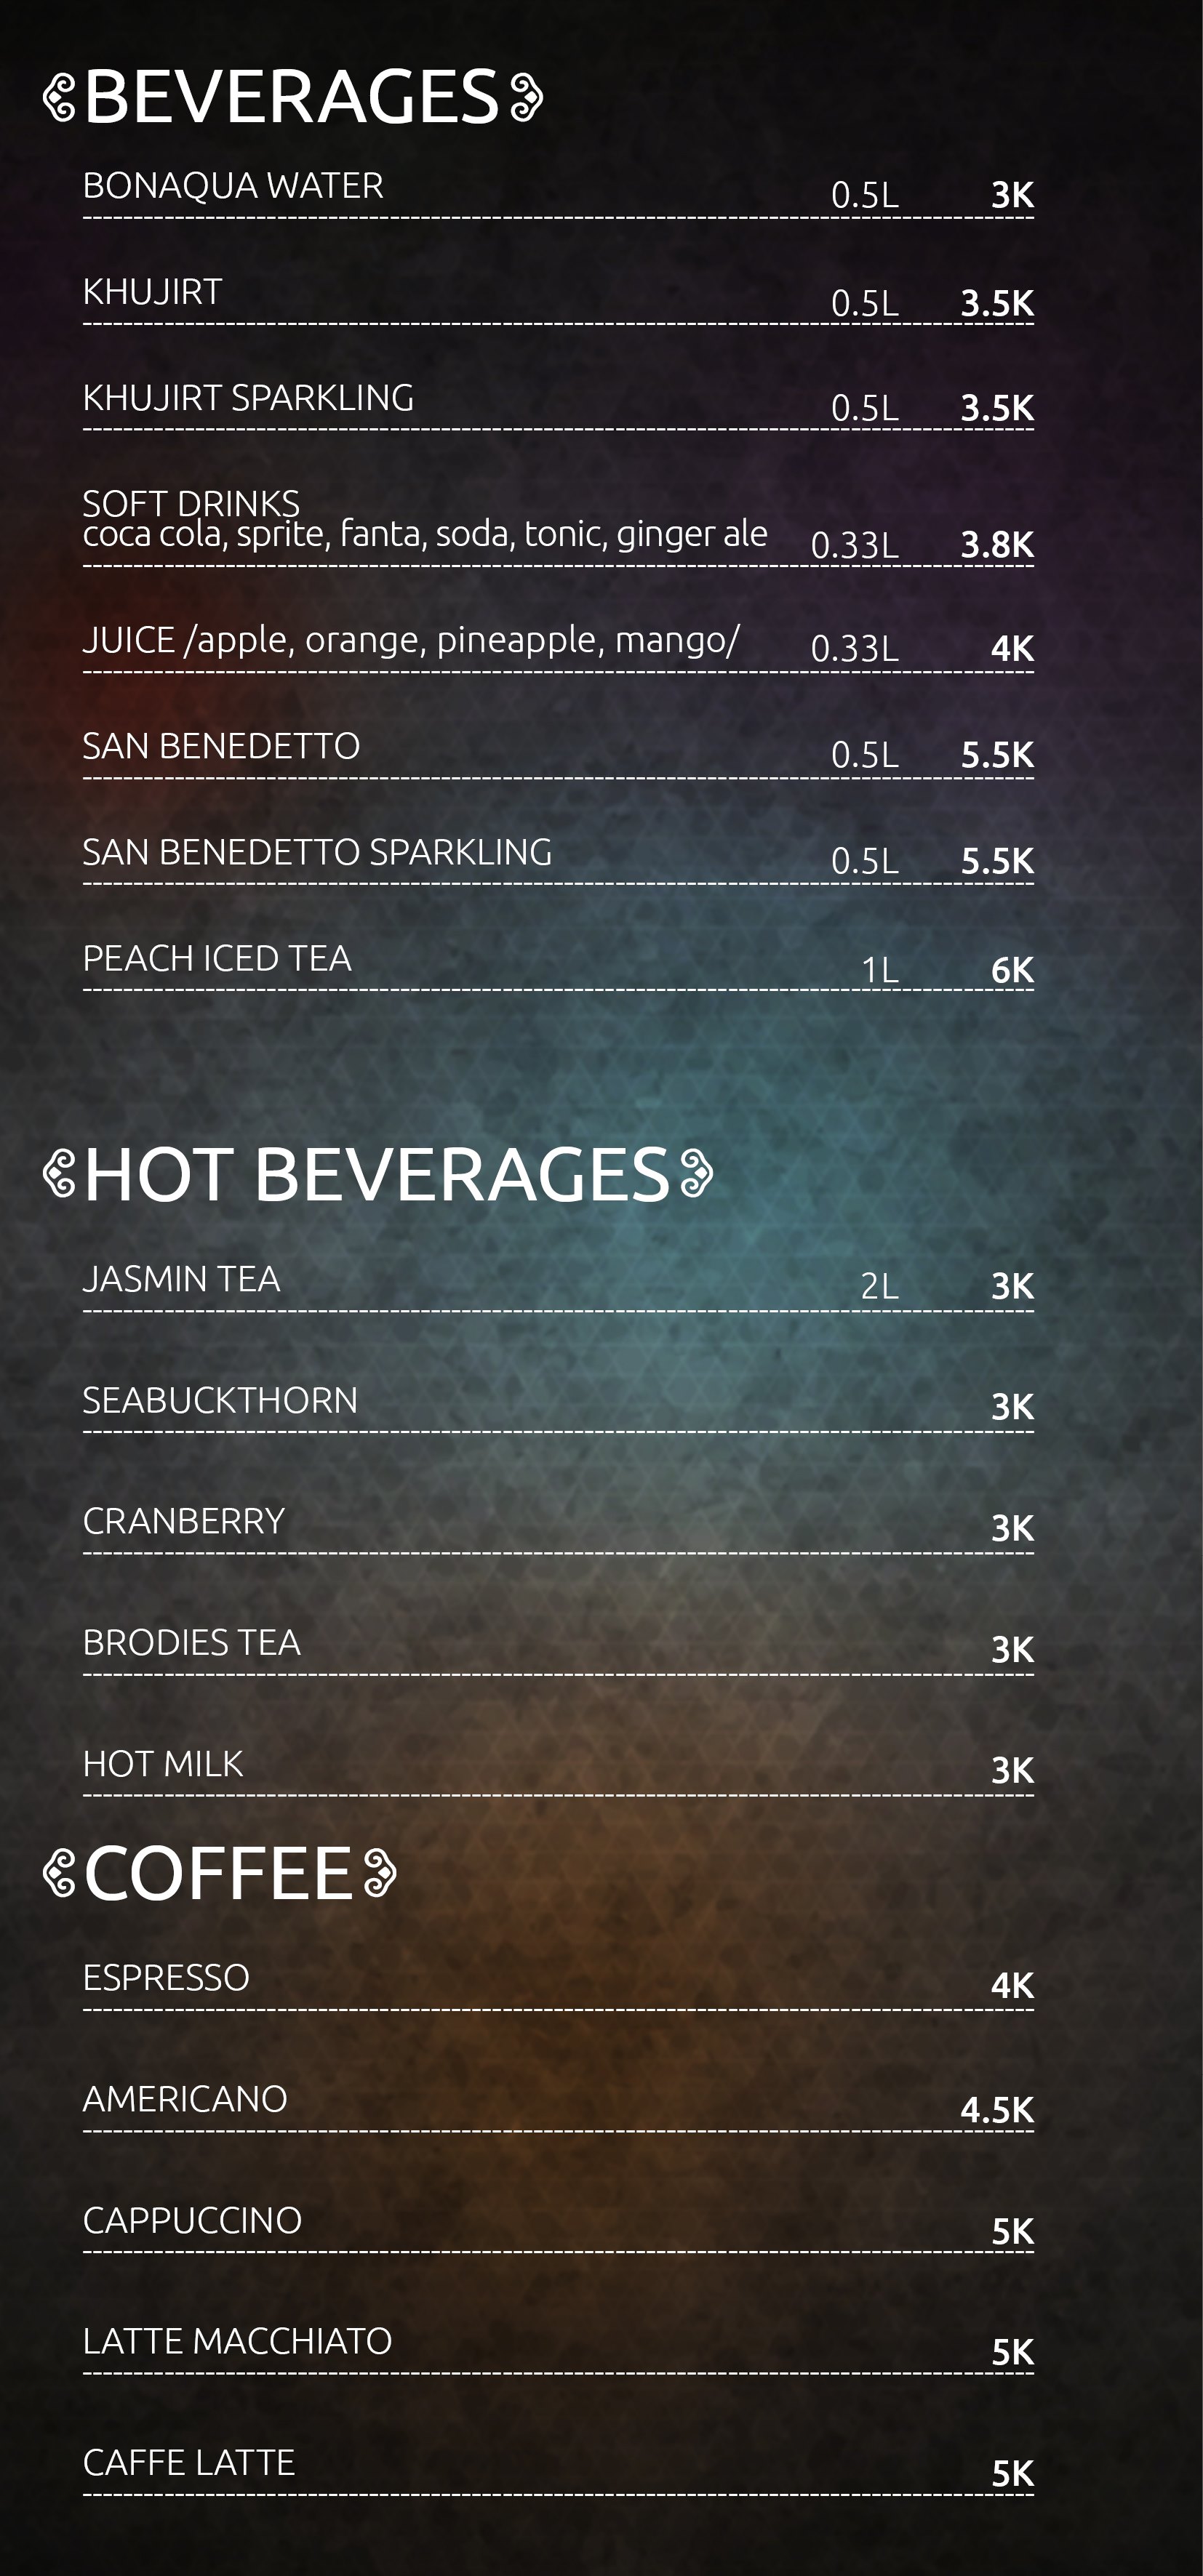 BEVERAGES
BONAQUA WATER 0.5L 3K
KHUJIRT 0.5L 3.5K
KHUJIRT SPARKLING 0.5L 3.5K
SOFT DRINKS
coca cola, sprite, fanta, soda, tonic, ginger ale 0.33L 3.8K
JUICE /apple, orange, pineapple, mango/ 0.33L 4K
SAN BENEDETTO 0.5L 5.5K
SAN BENEDETTO SPARKLING 0.5L 5.5K
PEACH ICED TEA 1L 6K
HOT BEVERAGES
JASMIN TEA 2L 3K
SEABUCKTHORN 3K
CRANBERRY 3K
BRODIES TEA 3K
HOT MILK 3K
COFFEE
ESPRESSO 4K
AMERICANO 4.5K
CAPPUCCINO 5K
LATTE MACCHIATO 5K
CAFFE LATTE 5K